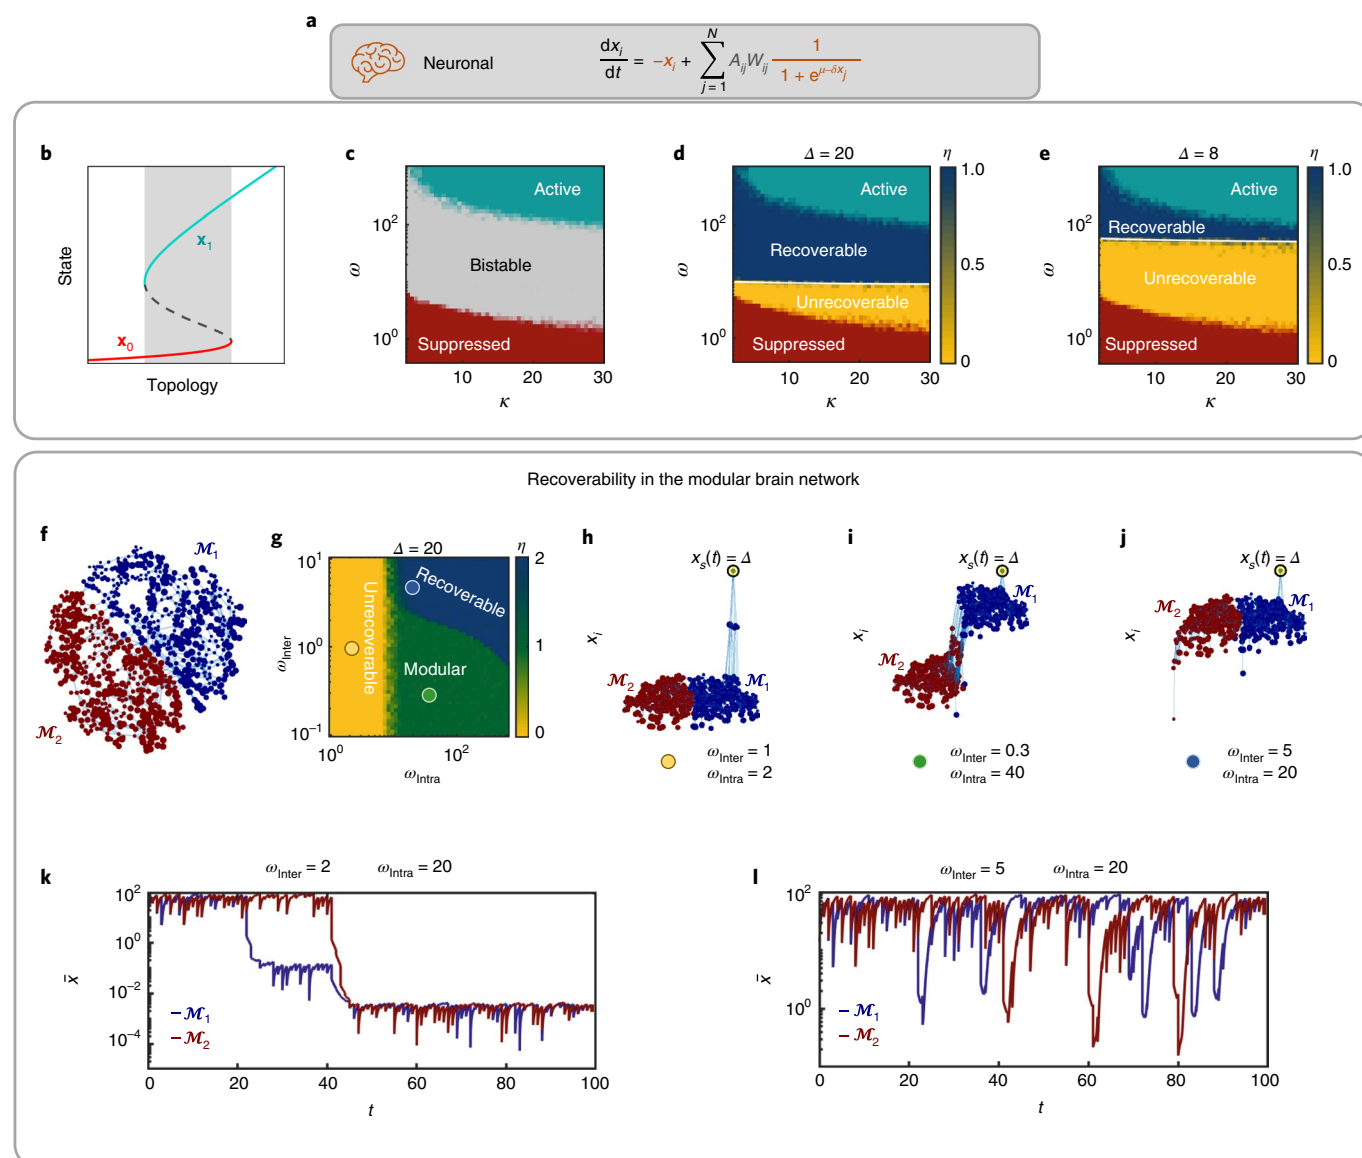 a
Neuronal
dx_i/dt = −x_i + ∑_{j = 1}^{N} A_{ij}W_{ij} 1/(1 + e^{μ−δx_j})
b
State
x_1
x_0
Topology
c
ω
10^2
10^0
Active
Bistable
Suppressed
10 20 30
κ
d
Δ = 20
η
ω
10^2
10^0
Active
Recoverable
Unrecoverable
Suppressed
10 20 30
κ
1.0
0.5
0
e
Δ = 8
η
ω
10^2
10^0
Active
Recoverable
Unrecoverable
Suppressed
10 20 30
κ
1.0
0.5
0
Recoverability in the modular brain network
f
ℳ_1
ℳ_2
g
Δ = 20
η
ω_Inter
10^1
10^0
10^−1
Unrecoverable
Recoverable
Modular
10^0 10^2
ω_Intra
2
1
0
h
x_s(t) = Δ
x_i
ℳ_2
ℳ_1
ω_Inter = 1
ω_Intra = 2
i
x_s(t) = Δ
x_i
ℳ_1
ℳ_2
ω_Inter = 0.3
ω_Intra = 40
j
x_s(t) = Δ
x_i
ℳ_2
ℳ_1
ω_Inter = 5
ω_Intra = 20
k
ω_Inter = 2 ω_Intra = 20
x̄
10^2
10^0
10^−2
10^−4
ℳ_1
ℳ_2
0 20 40 60 80 100
t
l
ω_Inter = 5 ω_Intra = 20
x̄
10^2
10^0
ℳ_1
ℳ_2
0 20 40 60 80 100
t